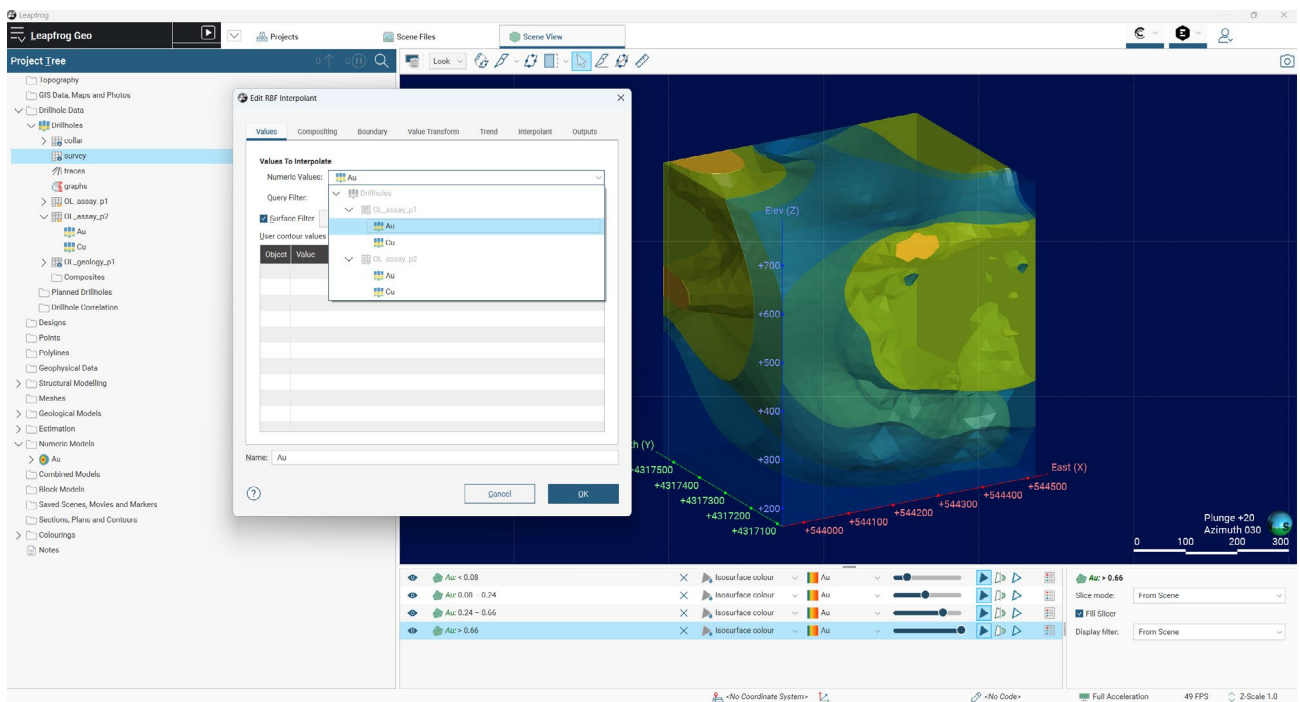 Leapfrog
Leapfrog Geo
Projects
Scene Files
Scene View
Project Tree
0
0
Look
Topography
GIS Data, Maps and Photos
Drillhole Data
Drillholes
collar
survey
traces
graphs
OL_assay_p1
OL_assay_p2
Au
Cu
OL_geology_p1
Composites
Planned Drillholes
Drillhole Correlation
Designs
Points
Polylines
Geophysical Data
Structural Modelling
Meshes
Geological Models
Estimation
Numeric Models
Au
Combined Models
Block Models
Saved Scenes, Movies and Markers
Sections, Plans and Contours
Colourings
Notes
Edit RBF Interpolant
Values Compositing Boundary Value Transform Trend Interpolant Outputs
Values To Interpolate
Numeric Values: Au
Query Filter:
Surface Filter
User contour values
Object Value
Drillholes
OL_assay_p1
Au
Cu
OL_assay_p2
Au
Cu
Name: Au
Cancel OK
Elev (Z)
+700
+600
+500
+400
+300
+200
th (Y)
+4317500
+4317400
+4317300
+4317200
+4317100
East (X)
+544500
+544400
+544300
+544200
+544100
+544000
Plunge +20
Azimuth 030
0 100 200 300
Au: < 0.08 Isosurface colour Au
Au: 0.08 – 0.24 Isosurface colour Au
Au: 0.24 – 0.66 Isosurface colour Au
Au: > 0.66 Isosurface colour Au
Au: > 0.66
Slice mode: From Scene
Fill Slicer
Display filter: From Scene
<No Coordinate System> <No Code> Full Acceleration 49 FPS Z-Scale 1.0